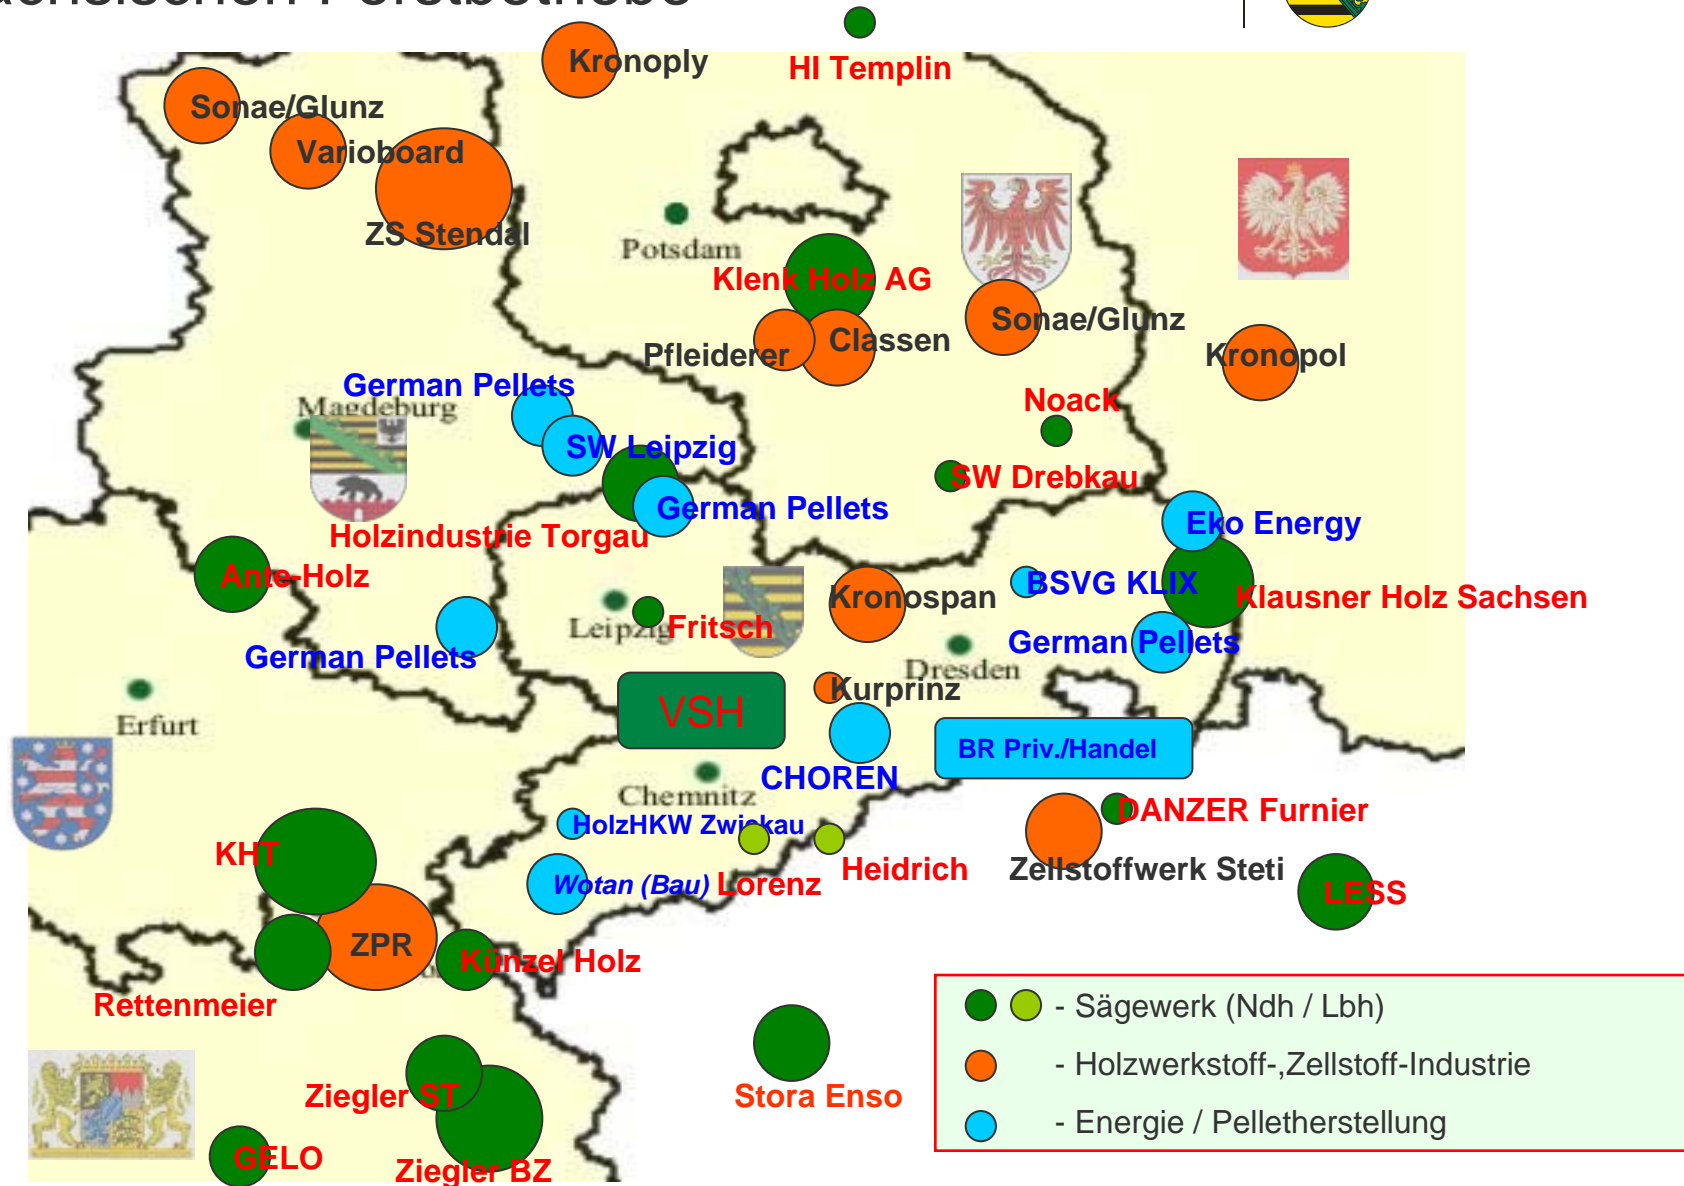 Kronoply
HI Templin
Sonae/Glunz
Varioboard
ZS Stendal
Potsdam
Klenk Holz AG
Sonae/Glunz
Classen
Pfleiderer
Kronopol
German Pellets
Magdeburg
Noack
SW Leipzig
SW Drebkau
German Pellets
Eko Energy
Holzindustrie Torgau
Ante-Holz
BSVG KLIX
Kronospan
Klausner Holz Sachsen
Leipzig
Fritsch
German Pellets
German Pellets
Dresden
Kurprinz
VSH
Erfurt
BR Priv./Handel
CHOREN
Chemnitz
DANZER Furnier
HolzHKW Zwickau
KHT
Heidrich
Zellstoffwerk Steti
Wotan (Bau)
Lorenz
LESS
ZPR
Künzel Holz
Rettenmeier
- Sägewerk (Ndh / Lbh)
- Holzwerkstoff-,Zellstoff-Industrie
- Energie / Pelletherstellung
Stora Enso
Ziegler ST
GELO
Ziegler BZ